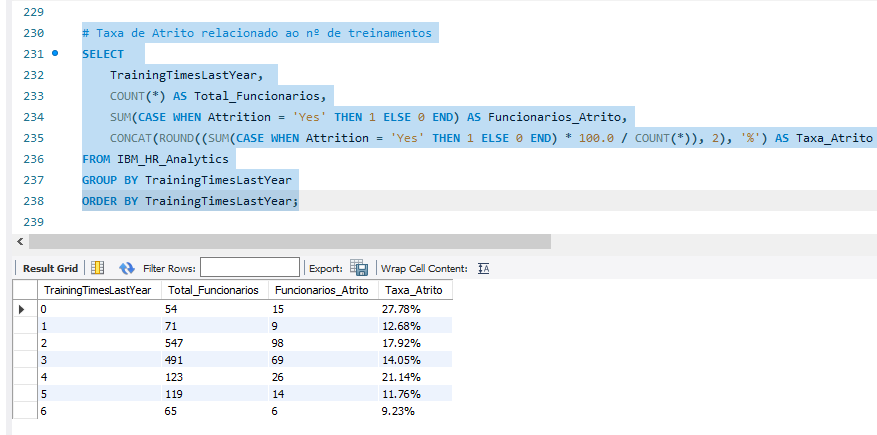 229
230 # Taxa de Atrito relacionado ao nº de treinamentos
231 SELECT
232 TrainingTimesLastYear,
233 COUNT(*) AS Total_Funcionarios,
234 SUM(CASE WHEN Attrition = 'Yes' THEN 1 ELSE 0 END) AS Funcionarios_Atrito,
235 CONCAT(ROUND((SUM(CASE WHEN Attrition = 'Yes' THEN 1 ELSE 0 END) * 100.0 / COUNT(*)), 2), '%') AS Taxa_Atrito
236 FROM IBM_HR_Analytics
237 GROUP BY TrainingTimesLastYear
238 ORDER BY TrainingTimesLastYear;
239
Result Grid Filter Rows: Export: Wrap Cell Content:
TrainingTimesLastYear Total_Funcionarios Funcionarios_Atrito Taxa_Atrito
0 54 15 27.78%
1 71 9 12.68%
2 547 98 17.92%
3 491 69 14.05%
4 123 26 21.14%
5 119 14 11.76%
6 65 6 9.23%